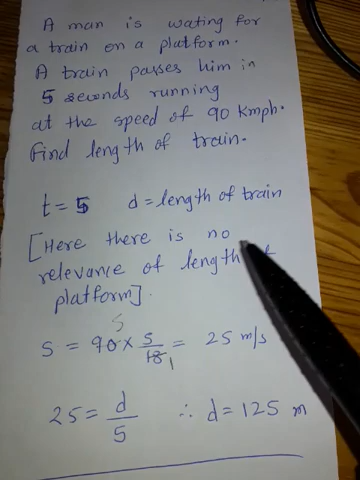 A man is wating for
a train on a platform.
A train passes him in
5 seconds running
at the speed of 90 kmph.
Find length of train.
t = 5 d = length of train
[Here there is no
relevance of length of
platform].
5
S = 90 × 5/18 = 25 m/s
1
25 = d/5 ∴ d = 125 m